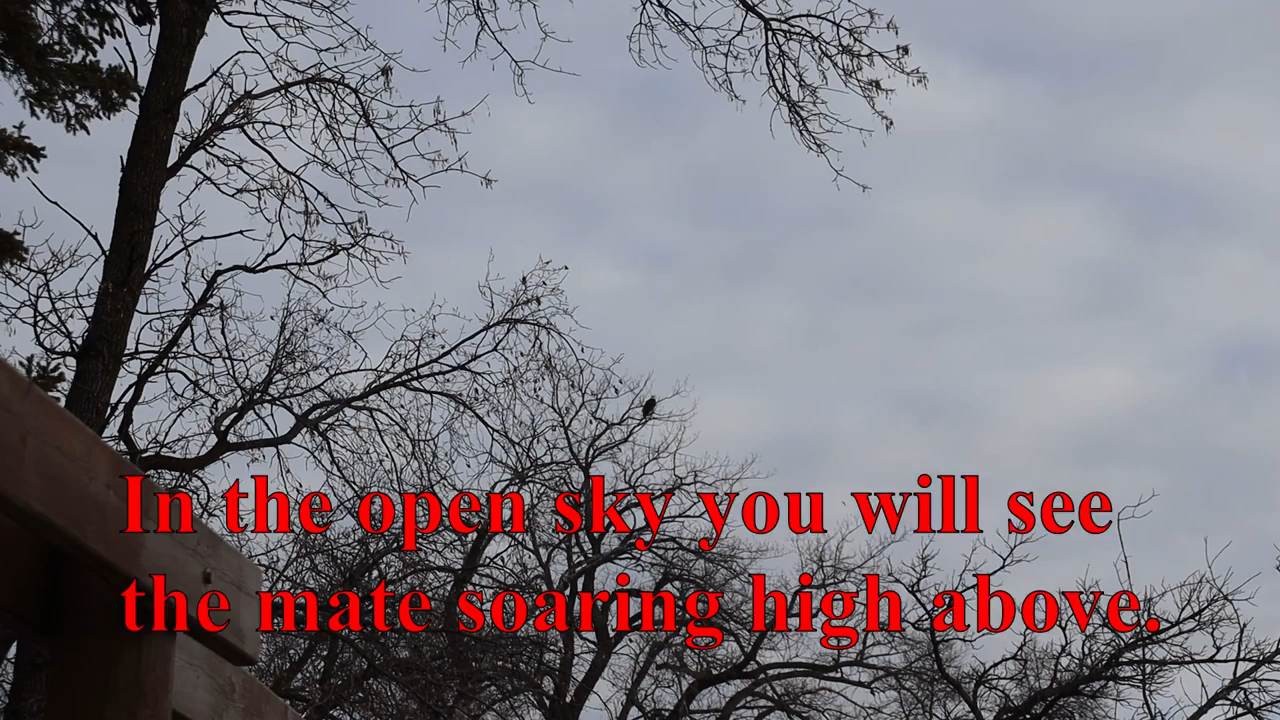 In the open sky you will see
the mate soaring high above.